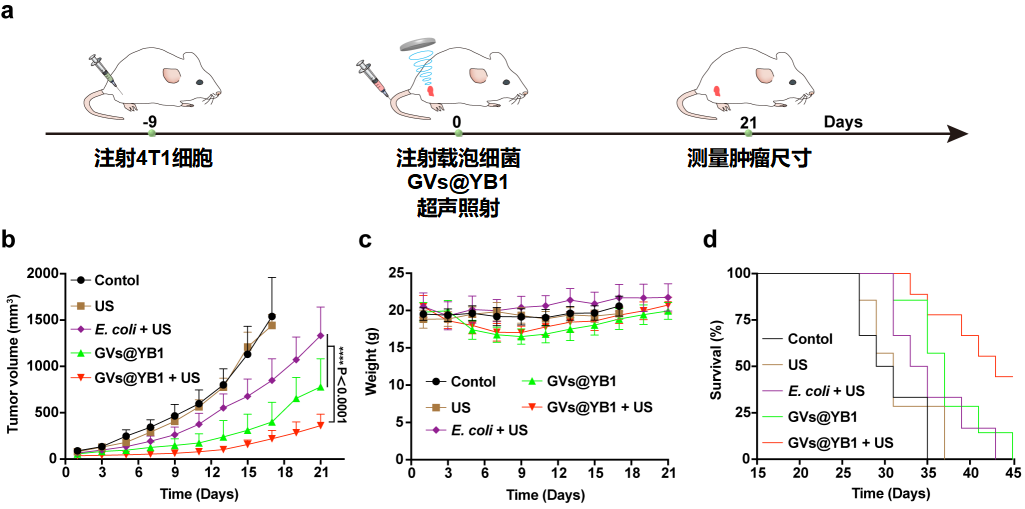 a
-9
0
21
Days
注射4T1细胞
注射载泡细菌
GVs@YB1
超声照射
测量肿瘤尺寸
b
Tumor volume (mm³)
2000
1500
1000
500
0
Contol
US
E. coli + US
GVs@YB1
GVs@YB1 + US
****P<0.0001
0 3 6 9 12 15 18 21
Time (Days)
c
Weight (g)
25
20
15
10
5
0
Contol
US
E. coli + US
GVs@YB1
GVs@YB1 + US
0 3 6 9 12 15 18 21
Time (Days)
d
Survival (%)
100
75
50
25
0
Control
US
E. coli + US
GVs@YB1
GVs@YB1 + US
15 20 25 30 35 40 45
Time (Days)